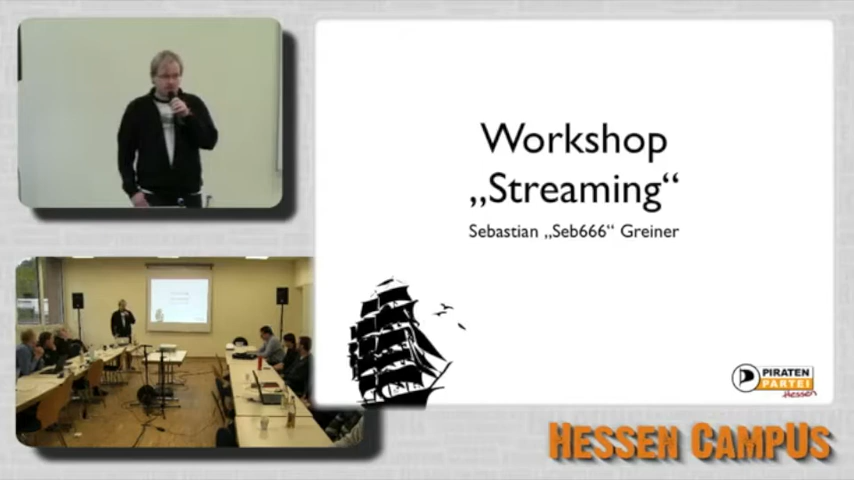 Workshop
„Streaming“
Sebastian „Seb666“ Greiner
PIRATEN
PARTEI
Hessen
HESSEN CAMPUS